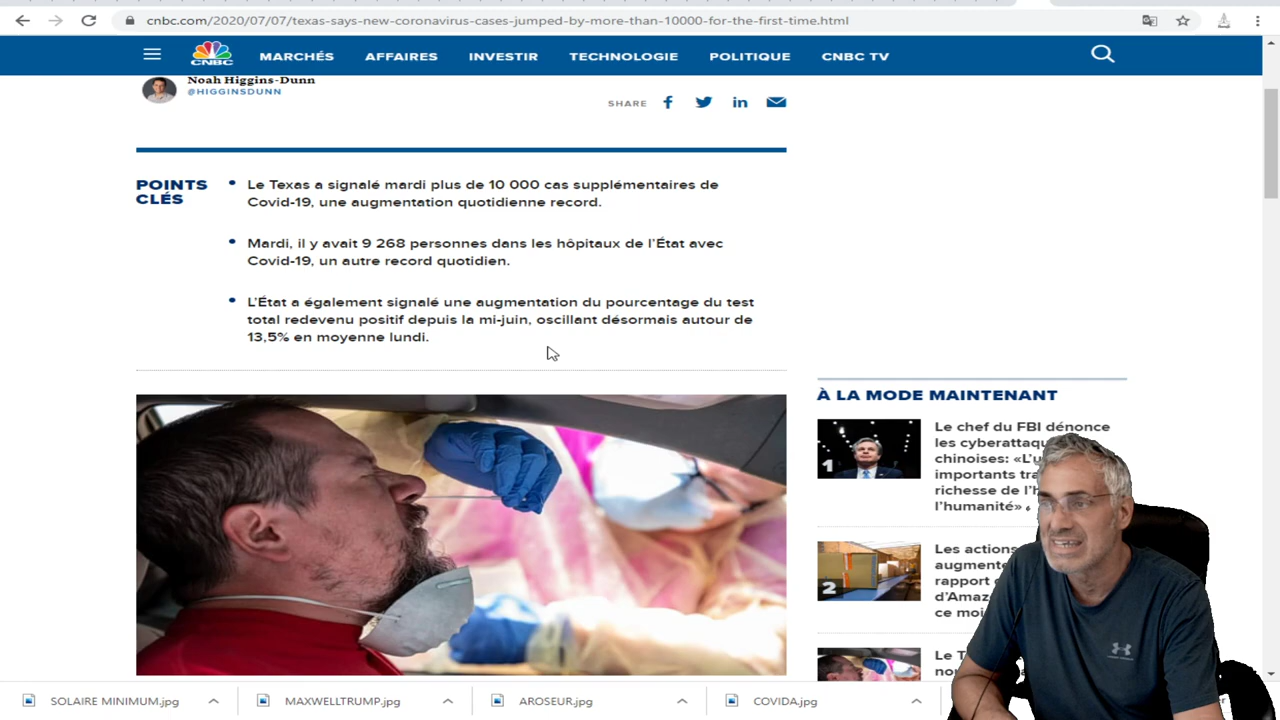 cnbc.com/2020/07/07/texas-says-new-coronavirus-cases-jumped-by-more-than-10000-for-the-first-time.html
CNBC
MARCHÉS AFFAIRES INVESTIR TECHNOLOGIE POLITIQUE CNBC TV
Noah Higgins-Dunn
@HIGGINSDUNN
SHARE
POINTS
CLÉS
• Le Texas a signalé mardi plus de 10 000 cas supplémentaires de
Covid-19, une augmentation quotidienne record.
• Mardi, il y avait 9 268 personnes dans les hôpitaux de l'État avec
Covid-19, un autre record quotidien.
• L'État a également signalé une augmentation du pourcentage du test
total redevenu positif depuis la mi-juin, oscillant désormais autour de
13,5% en moyenne lundi.
À LA MODE MAINTENANT
1
Le chef du FBI dénonce
les cyberattaqu
chinoises: «L'u
importants tra
richesse de l'h
l'humanité»
2
Les actions
augmente
rapport
d'Amaz
ce moi
Le T
nou
SOLAIRE MINIMUM.jpg
MAXWELLTRUMP.jpg
AROSEUR.jpg
COVIDA.jpg